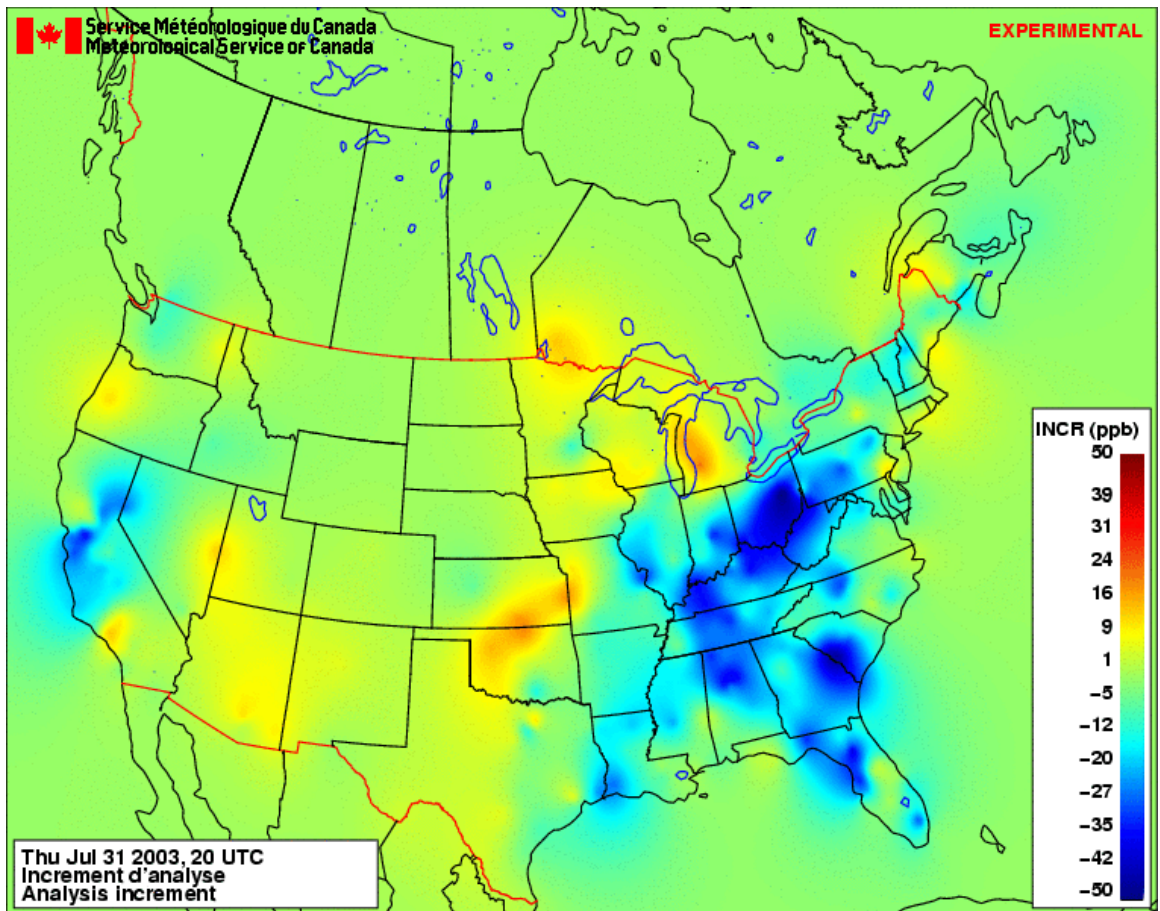 Service Météorologique du Canada
Meteorological Service of Canada
EXPERIMENTAL
INCR (ppb)
50
39
31
24
16
9
1
−5
−12
−20
−27
−35
−42
−50
Thu Jul 31 2003, 20 UTC
Increment d'analyse
Analysis increment